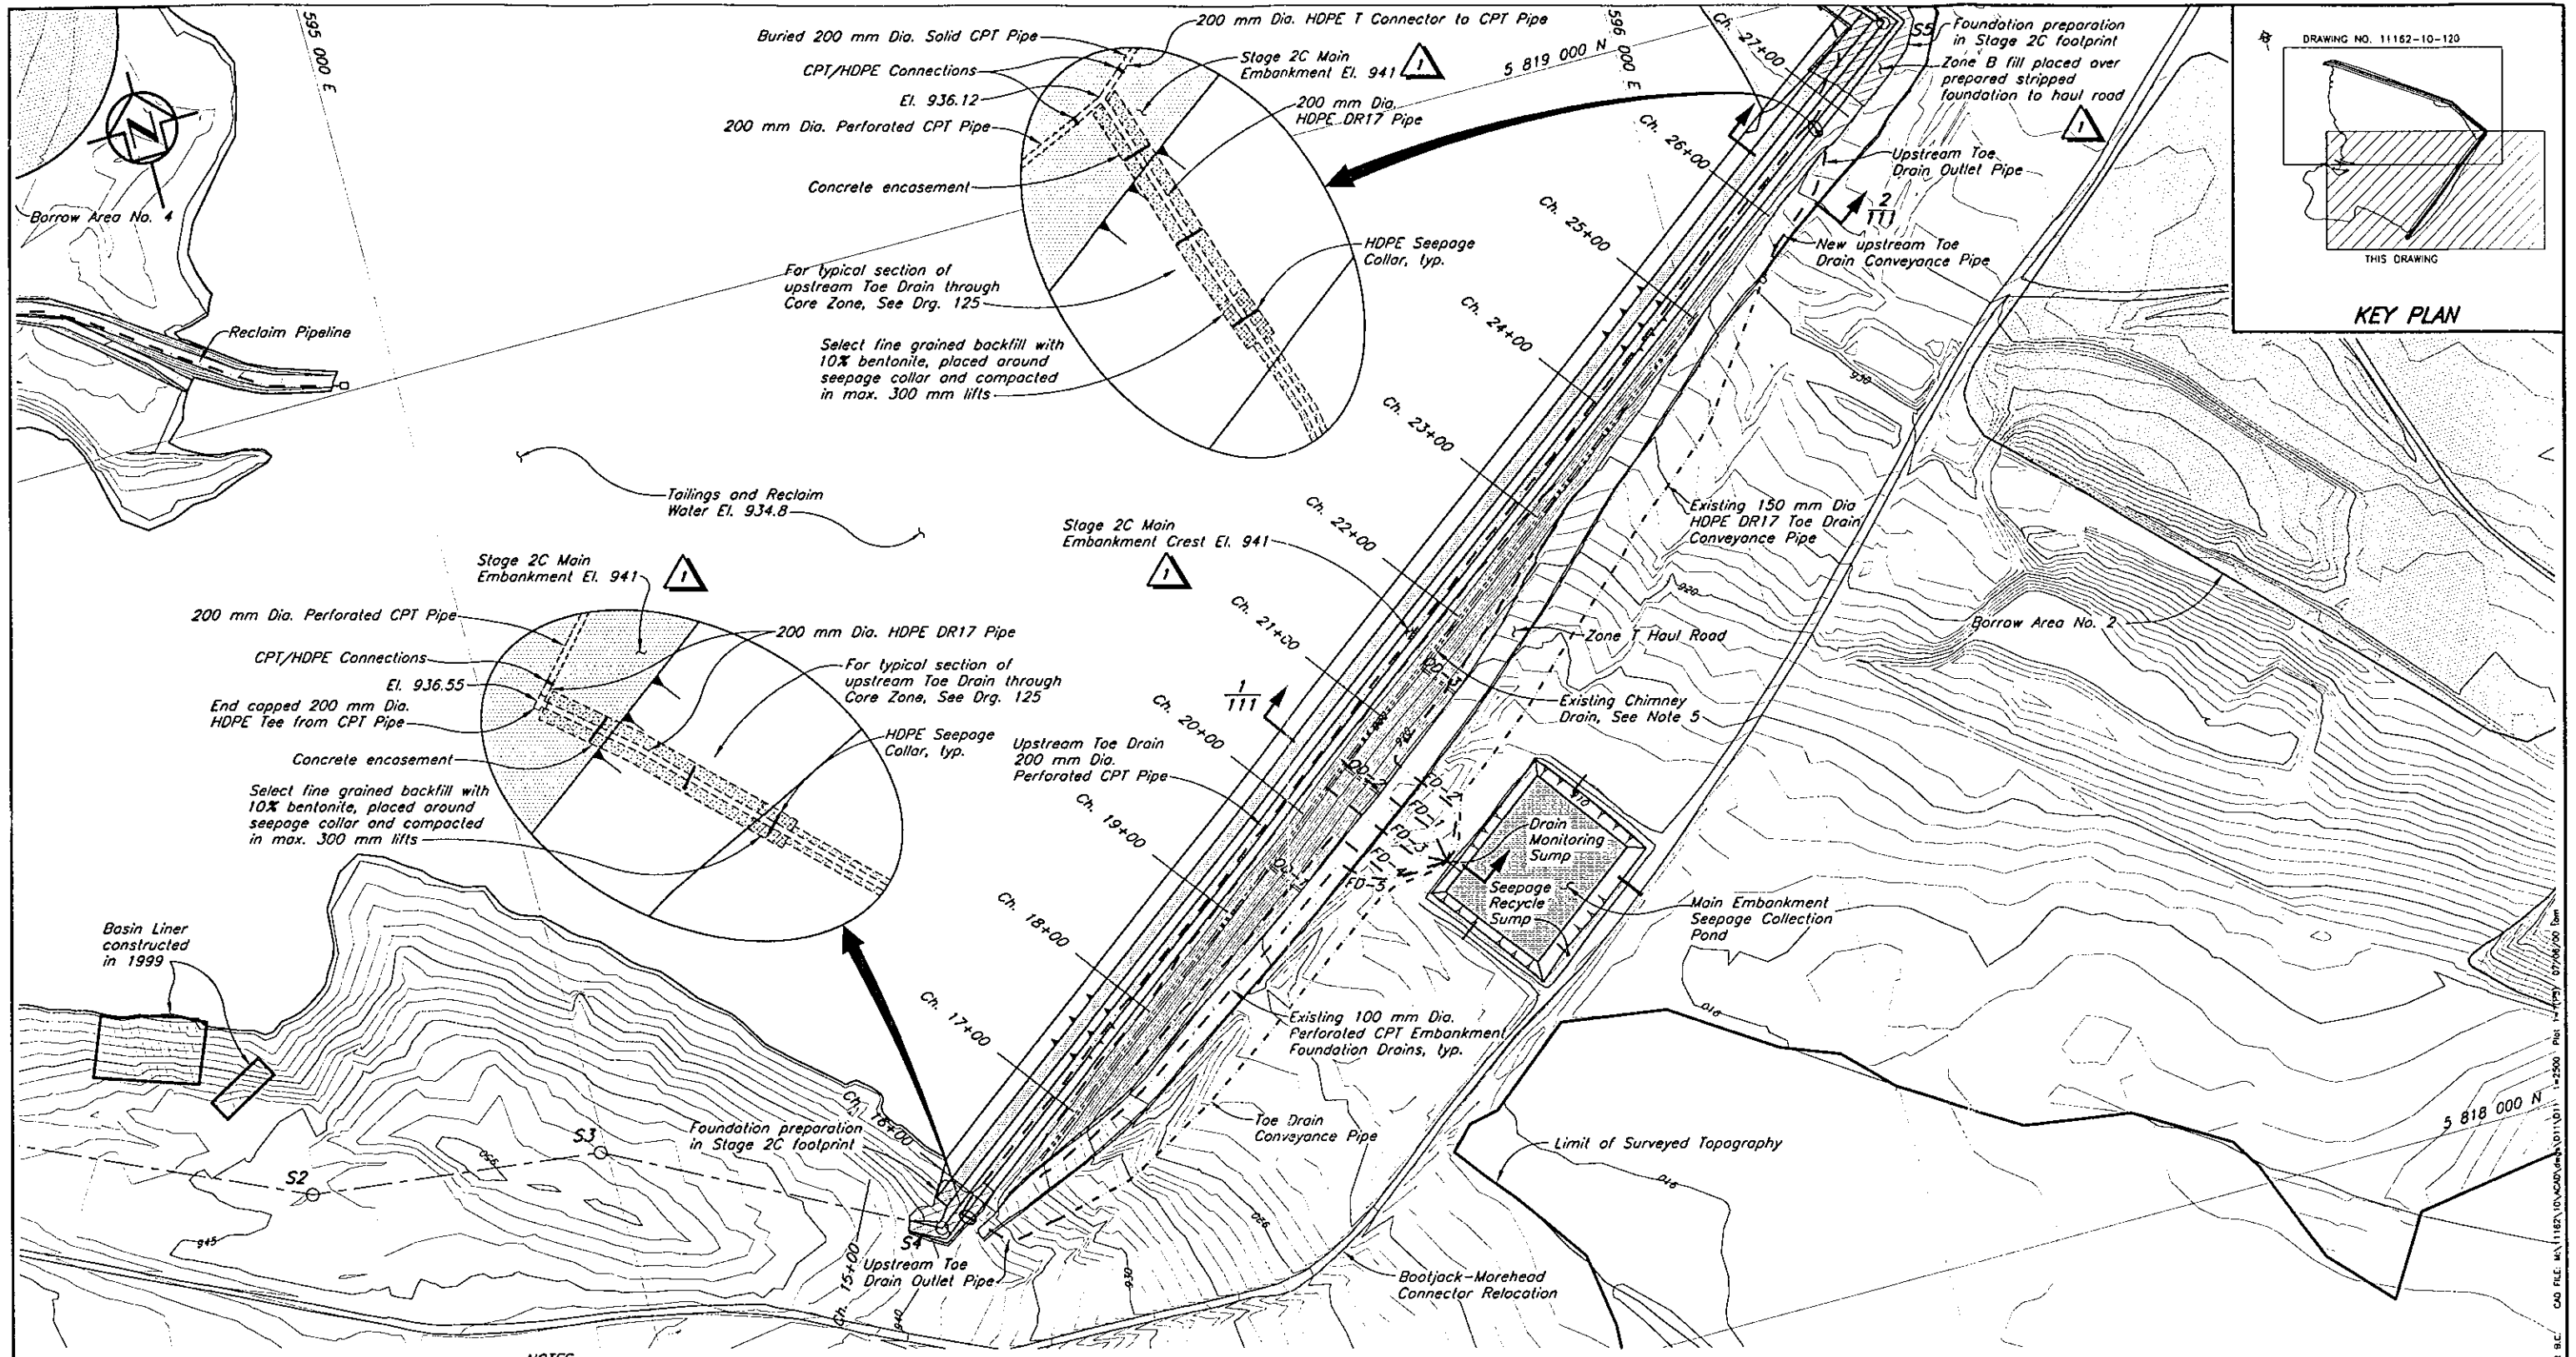 595 000 E
Borrow Area No. 4
Reclaim Pipeline
N
Buried 200 mm Dia. Solid CPT Pipe
CPT/HDPE Connections
El. 936.12
200 mm Dia. Perforated CPT Pipe
Concrete encasement
For typical section of
upstream Toe Drain through
Core Zone, See Drg. 125
Select fine grained backfill with
10% bentonite, placed around
seepage collar and compacted
in max. 300 mm lifts
200 mm Dia. HDPE T Connector to CPT Pipe
Stage 2C Main
Embankment El. 941
1
200 mm Dia.
HDPE DR17 Pipe
HDPE Seepage
Collar, typ.
5 819 000 N
596 000 E
S5
Foundation preparation
in Stage 2C footprint
Zone B fill placed over
prepared stripped
foundation to haul road
1
DRAWING NO. 11162-10-120
THIS DRAWING
KEY PLAN
Upstream Toe
Drain Outlet Pipe
2
111
New upstream Toe
Drain Conveyance Pipe
Ch. 27+00
Ch. 26+00
Ch. 25+00
Ch. 24+00
Ch. 23+00
Ch. 22+00
Ch. 21+00
Ch. 20+00
Ch. 19+00
Ch. 18+00
Ch. 17+00
Ch. 16+00
Ch. 15+00
930
Tailings and Reclaim
Water El. 934.8
Stage 2C Main
Embankment Crest El. 941
1
Existing 150 mm Dia
HDPE DR17 Toe Drain
Conveyance Pipe
920
Borrow Area No. 2
Zone T Haul Road
Existing Chimney
Drain, See Note 5
1
111
Stage 2C Main
Embankment El. 941
1
200 mm Dia. Perforated CPT Pipe
CPT/HDPE Connections
El. 936.55
End capped 200 mm Dia.
HDPE Tee from CPT Pipe
Concrete encasement
Select fine grained backfill with
10% bentonite, placed around
seepage collar and compacted
in max. 300 mm lifts
200 mm Dia. HDPE DR17 Pipe
For typical section of
upstream Toe Drain through
Core Zone, See Drg. 125
HDPE Seepage
Collar, typ.
Upstream Toe Drain
200 mm Dia.
Perforated CPT Pipe
OD-2
FD-2
FD-1
FD-3
FD-4
FD-5
910
Drain
Monitoring
Sump
Seepage
Recycle
Sump
Main Embankment
Seepage Collection
Pond
Basin Liner
constructed
in 1999
Existing 100 mm Dia.
Perforated CPT Embankment
Foundation Drains, typ.
Toe Drain
Conveyance Pipe
910
Limit of Surveyed Topography
910
5 818 000 N
Foundation preparation
in Stage 2C footprint
S2
S3
950
945
S4
Upstream Toe
Drain Outlet Pipe
940
930
920
Bootjack-Morehead
Connector Relocation
NOTES